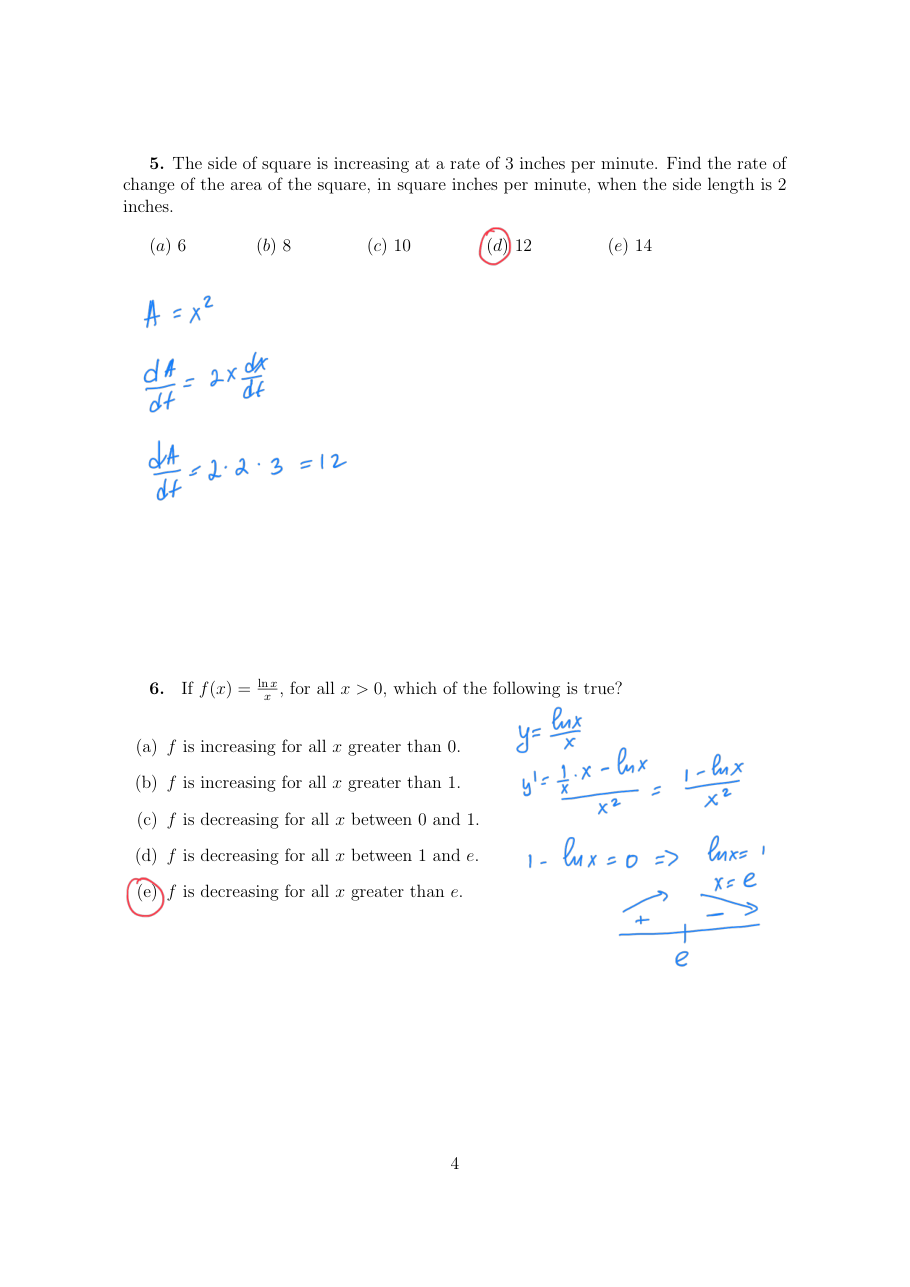 5. The side of square is increasing at a rate of 3 inches per minute. Find the rate of
change of the area of the square, in square inches per minute, when the side length is 2
inches.
(a) 6 (b) 8 (c) 10 (d) 12 (e) 14
A = x²
dA/dt = 2x dx/dt
dA/dt = 2·2·3 = 12
6. If f(x) = ln x/x, for all x > 0, which of the following is true?
y = lnx/x
(a) f is increasing for all x greater than 0.
(b) f is increasing for all x greater than 1.
y' = (1/x·x - lnx)/x² = (1 - lnx)/x²
(c) f is decreasing for all x between 0 and 1.
(d) f is decreasing for all x between 1 and e.
1 - lnx = 0 => lnx = 1
x = e
(e) f is decreasing for all x greater than e.
+ -
e
4